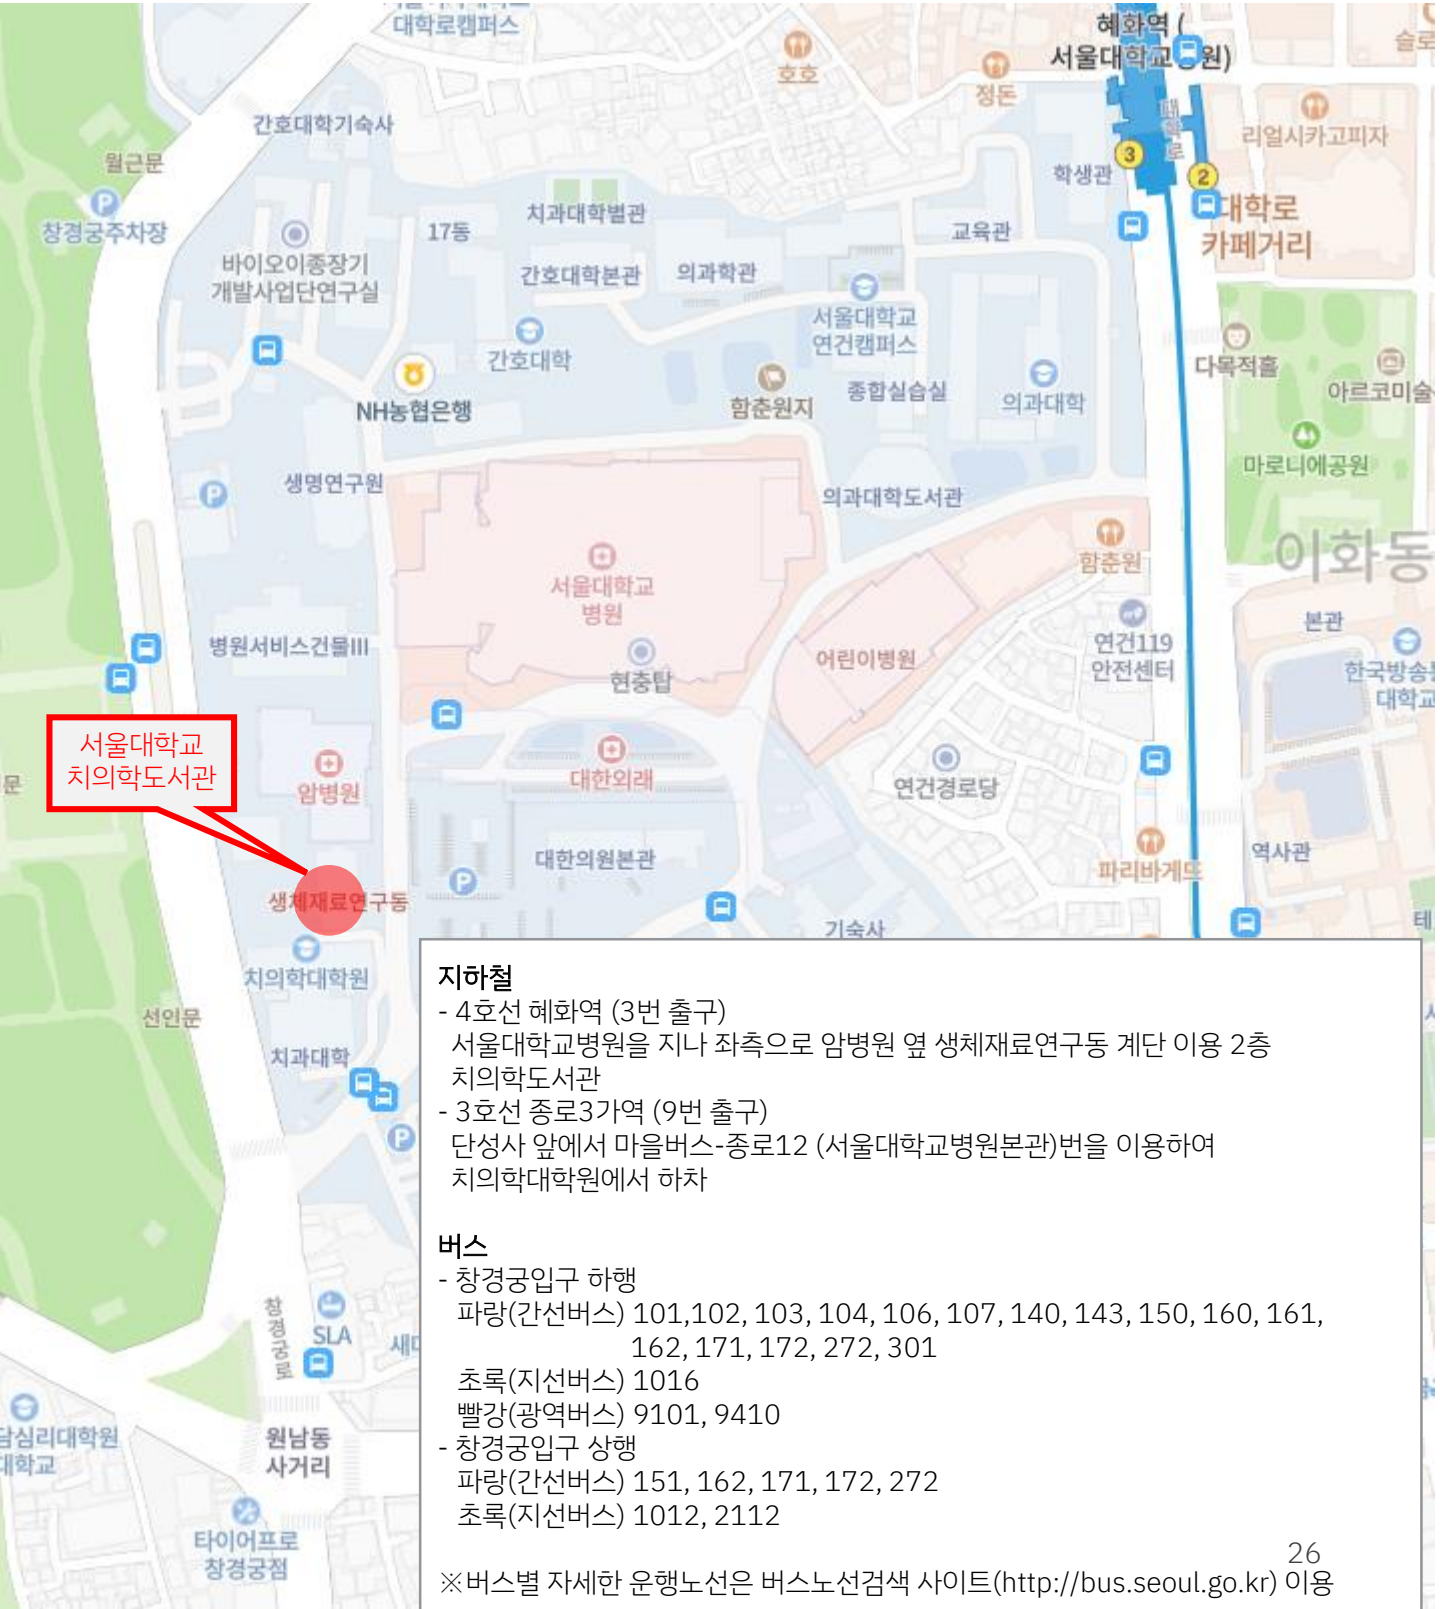 대학로캠퍼스
혜화역 (
서울대학교병원)
호호
정돈
간호대학기숙사
리얼시카고피자
월근문
3
대학로
학생관
2
창경궁주차장
17동
치과대학별관
교육관
대학로
카페거리
바이오이종장기
개발사업단연구실
간호대학본관
의과학관
서울대학교
연건캠퍼스
간호대학
다목적홀
NH농협은행
함춘원지
종합실습실
의과대학
아르코미술
마로니에공원
생명연구원
의과대학도서관
이화동
함춘원
서울대학교
병원
본관
병원서비스건물III
연건119
안전센터
어린이병원
현충탑
한국방송통
대학교
서울대학교
치의학도서관
문
암병원
대한외래
연건경로당
대한의원본관
역사관
파리바게뜨
생체재료연구동
기숙사
테
치의학대학원
선인문
치과대학
지하철
- 4호선 혜화역 (3번 출구)
서울대학교병원을 지나 좌측으로 암병원 옆 생체재료연구동 계단 이용 2층
치의학도서관
- 3호선 종로3가역 (9번 출구)
단성사 앞에서 마을버스-종로12 (서울대학교병원본관)번을 이용하여
치의학대학원에서 하차
버스
- 창경궁입구 하행
파랑(간선버스) 101,102, 103, 104, 106, 107, 140, 143, 150, 160, 161,
162, 171, 172, 272, 301
초록(지선버스) 1016
빨강(광역버스) 9101, 9410
- 창경궁입구 상행
파랑(간선버스) 151, 162, 171, 172, 272
초록(지선버스) 1012, 2112
26
※버스별 자세한 운행노선은 버스노선검색 사이트(http://bus.seoul.go.kr) 이용
창경궁로
SLA
새미
담심리대학원
대학교
원남동
사거리
타이어프로
창경궁점